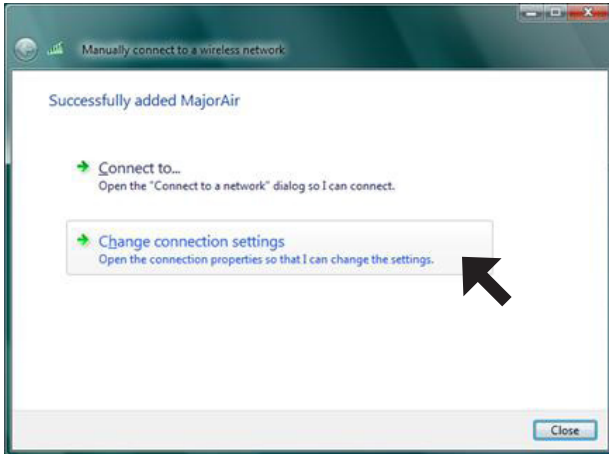 Manually connect to a wireless network
Successfully added MajorAir
Connect to...
Open the "Connect to a network" dialog so I can connect.
Change connection settings
Open the connection properties so that I can change the settings.
Close